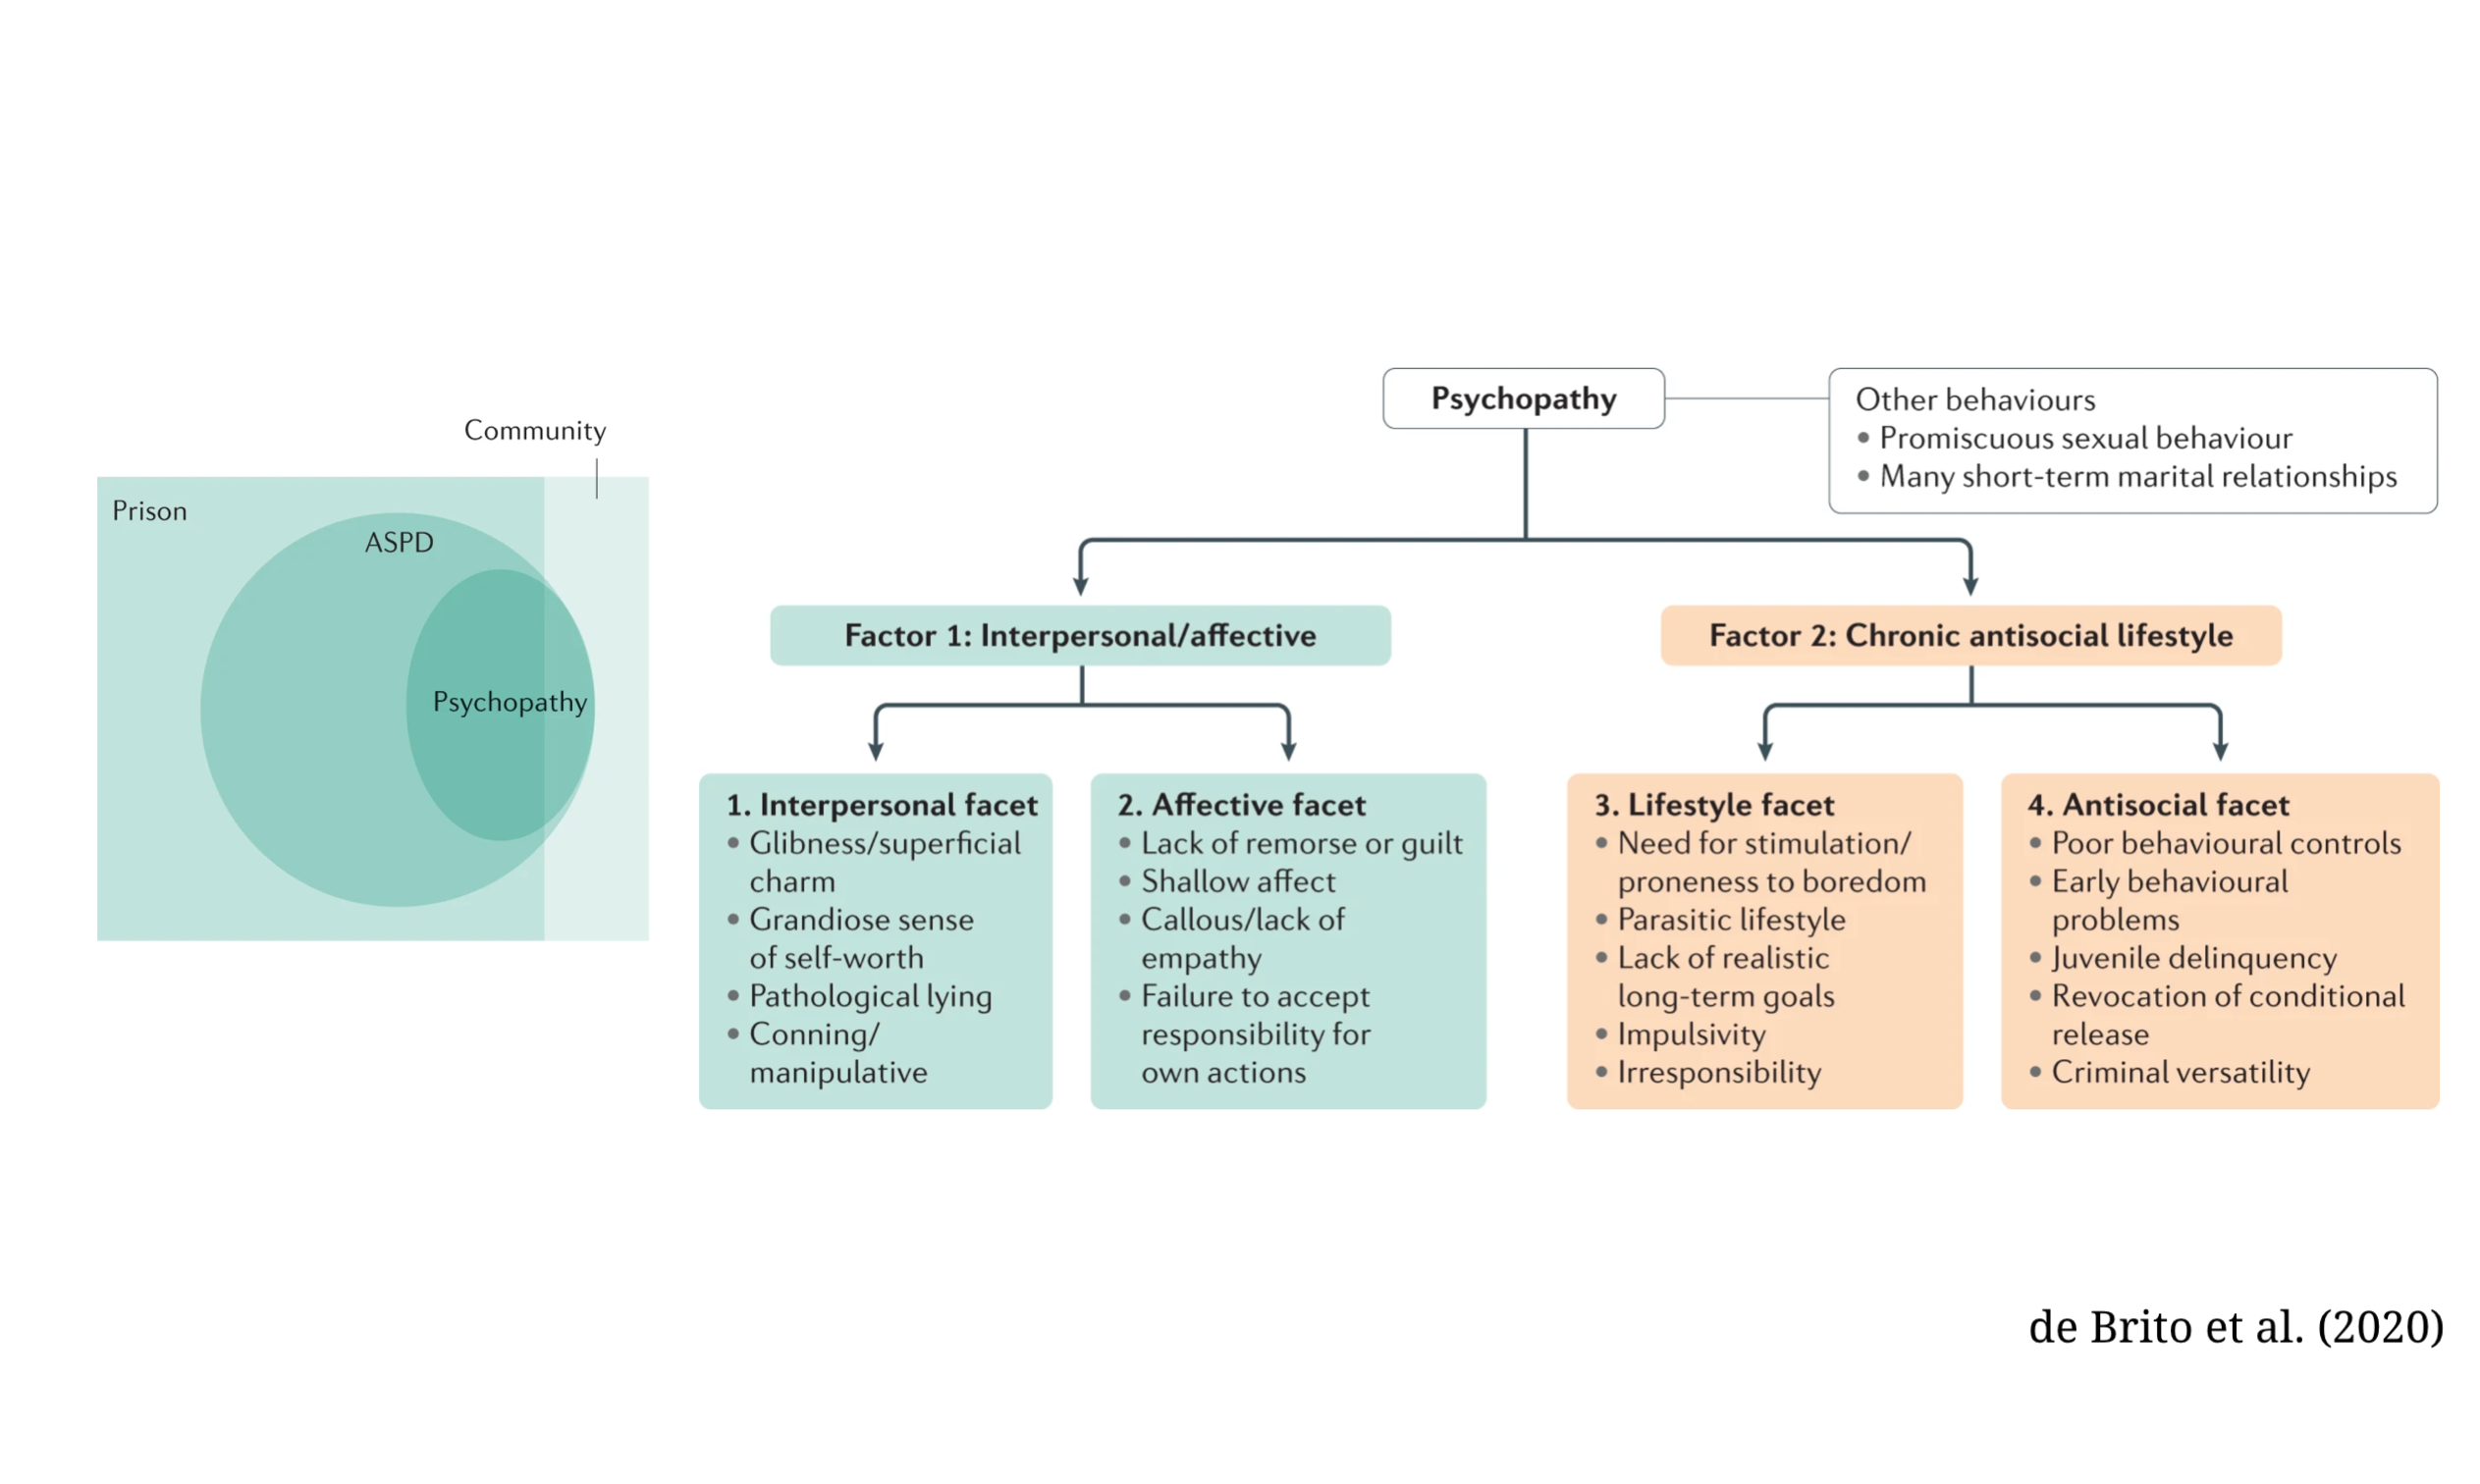 Community
Prison
ASPD
Psychopathy
Psychopathy
Other behaviours
• Promiscuous sexual behaviour
• Many short-term marital relationships
Factor 1: Interpersonal/affective
Factor 2: Chronic antisocial lifestyle
1. Interpersonal facet
• Glibness/superficial
charm
• Grandiose sense
of self-worth
• Pathological lying
• Conning/
manipulative
2. Affective facet
• Lack of remorse or guilt
• Shallow affect
• Callous/lack of
empathy
• Failure to accept
responsibility for
own actions
3. Lifestyle facet
• Need for stimulation/
proneness to boredom
• Parasitic lifestyle
• Lack of realistic
long-term goals
• Impulsivity
• Irresponsibility
4. Antisocial facet
• Poor behavioural controls
• Early behavioural
problems
• Juvenile delinquency
• Revocation of conditional
release
• Criminal versatility
de Brito et al. (2020)